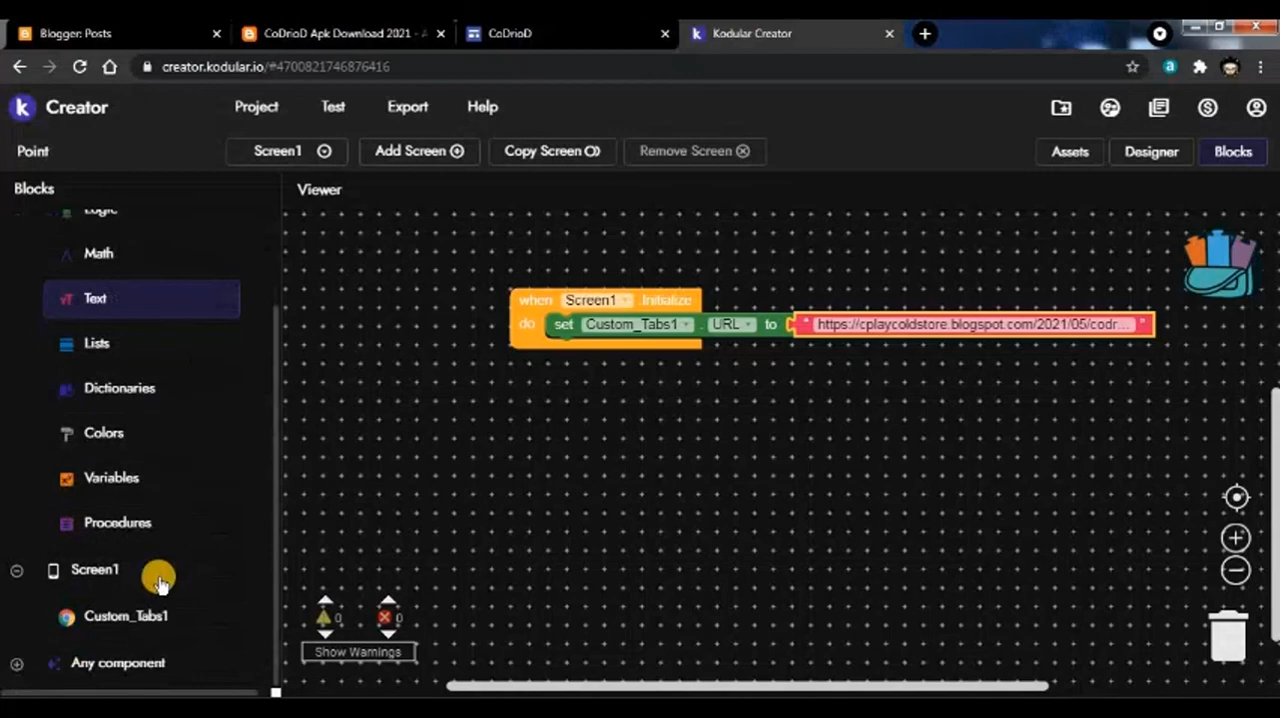 Blogger: Posts
CoDrioD Apk Download 2021 - A
CoDrioD
Kodular Creator
creator.kodular.io/#4700821746876416
Creator
Project
Test
Export
Help
Point
Screen1
Add Screen
Copy Screen
Remove Screen
Assets
Designer
Blocks
Blocks
Viewer
Logic
Math
Text
Lists
Dictionaries
Colors
Variables
Procedures
Screen1
Custom_Tabs1
Any component
when Screen1 .Initialize
do set Custom_Tabs1 . URL to " https://cplaycoldstore.blogspot.com/2021/05/codr... "
0 0
Show Warnings